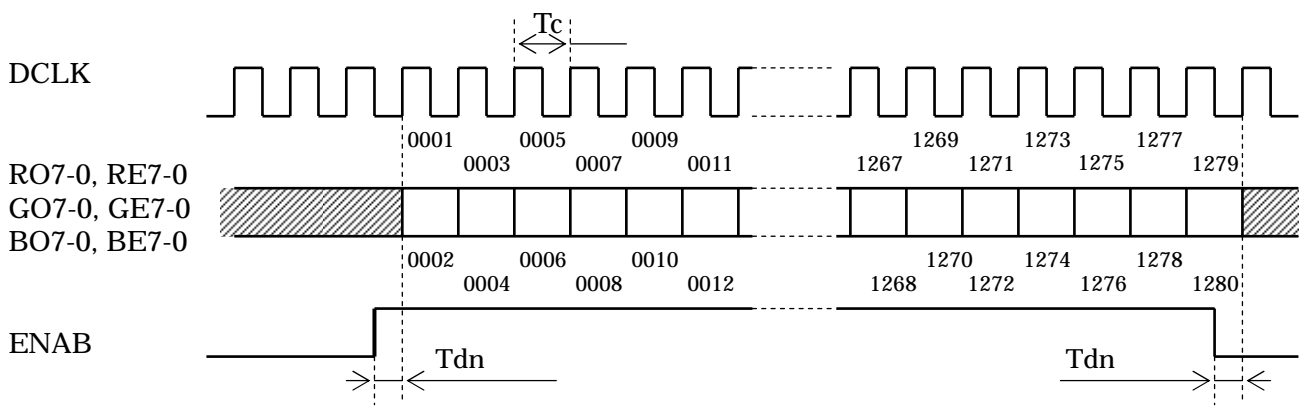 Tc
DCLK
0001 0005 0009 1269 1273 1277
0003 0007 0011 1267 1271 1275 1279
RO7-0, RE7-0
GO7-0, GE7-0
BO7-0, BE7-0
0002 0006 0010 1270 1274 1278
0004 0008 0012 1268 1272 1276 1280
ENAB
Tdn Tdn